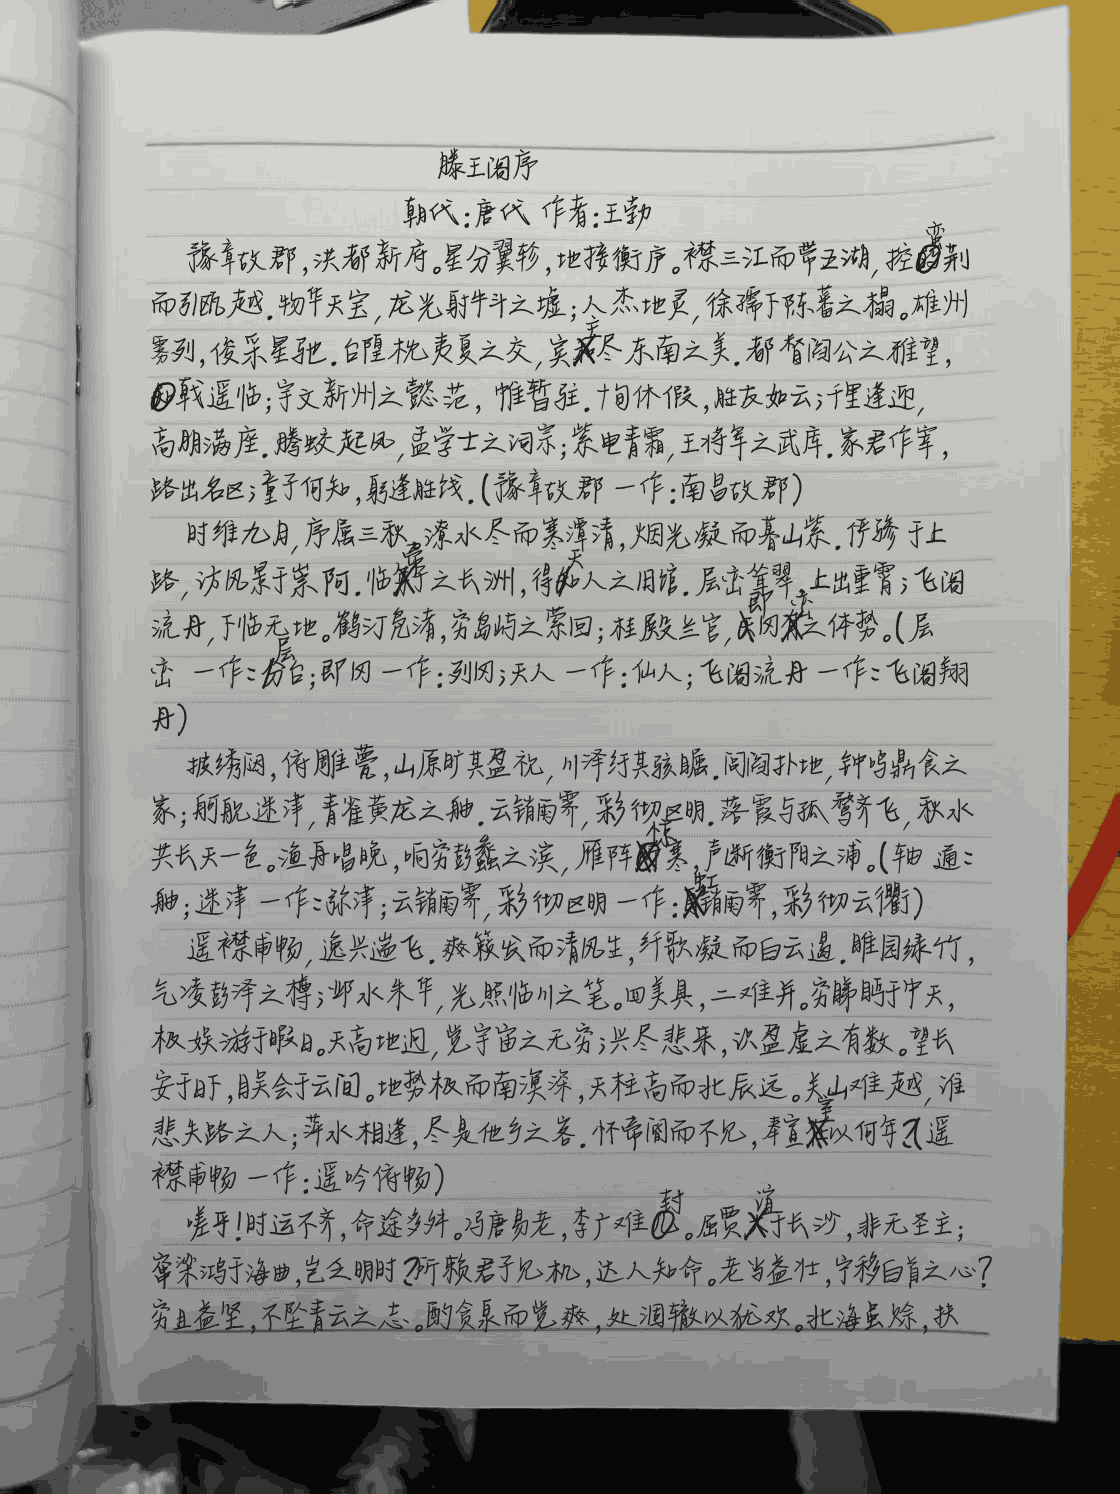 滕王阁序
朝代:唐代 作者:王勃
豫章故郡,洪都新府。星分翼轸,地接衡庐。襟三江而带五湖,控蛮荆
而引瓯越.物华天宝,龙光射牛斗之墟;人杰地灵,徐孺下陈蕃之榻。雄州
雾列,俊采星驰.台隍枕夷夏之交,宾主尽东南之美.都督阎公之雅望,
戟遥临;宇文新州之懿范,帷暂驻.十旬休假,胜友如云;千里逢迎,
高朋满座.腾蛟起凤,孟学士之词宗;紫电青霜,王将军之武库.家君作宰,
路出名区;童子何知,躬逢胜饯.(豫章故郡 一作:南昌故郡)
时维九月,序属三秋.潦水尽而寒潭清,烟光凝而暮山紫.俨骖于上
路,访风景于崇阿.临帝子之长洲,得天人之旧馆.层峦耸翠,上出重霄;飞阁
流丹,下临无地。鹤汀凫渚,穷岛屿之萦回;桂殿兰宫,即冈峦之体势。(层
峦 一作:层台;即冈 一作:列冈;天人 一作:仙人;飞阁流丹 一作:飞阁翔
丹)
披绣闼,俯雕甍,山原旷其盈视,川泽纡其骇瞩.闾阎扑地,钟鸣鼎食之
家;舸舰迷津,青雀黄龙之舳.云销雨霁,彩彻区明.落霞与孤鹜齐飞,秋水
共长天一色。渔舟唱晚,响穷彭蠡之滨,雁阵惊寒,声断衡阳之浦。(轴 通:
舳;迷津 一作:弥津;云销雨霁,彩彻区明 一作:虹销雨霁,彩彻云衢)
遥襟甫畅,逸兴遄飞.爽籁发而清风生,纤歌凝而白云遏.睢园绿竹,
气凌彭泽之樽;邺水朱华,光照临川之笔。四美具,二难并。穷睇眄于中天,
极娱游于暇日。天高地迥,觉宇宙之无穷;兴尽悲来,识盈虚之有数。望长
安于日下,目吴会于云间。地势极而南溟深,天柱高而北辰远。关山难越,谁
悲失路之人;萍水相逢,尽是他乡之客.怀帝阍而不见,奉宣室以何年?(遥
襟甫畅 一作:遥吟俯畅)
嗟乎!时运不齐,命途多舛。冯唐易老,李广难封。屈贾谊于长沙,非无圣主;
窜梁鸿于海曲,岂乏明时?所赖君子见机,达人知命。老当益壮,宁移白首之心?
穷且益坚,不坠青云之志。酌贪泉而觉爽,处涸辙以犹欢。北海虽赊,扶